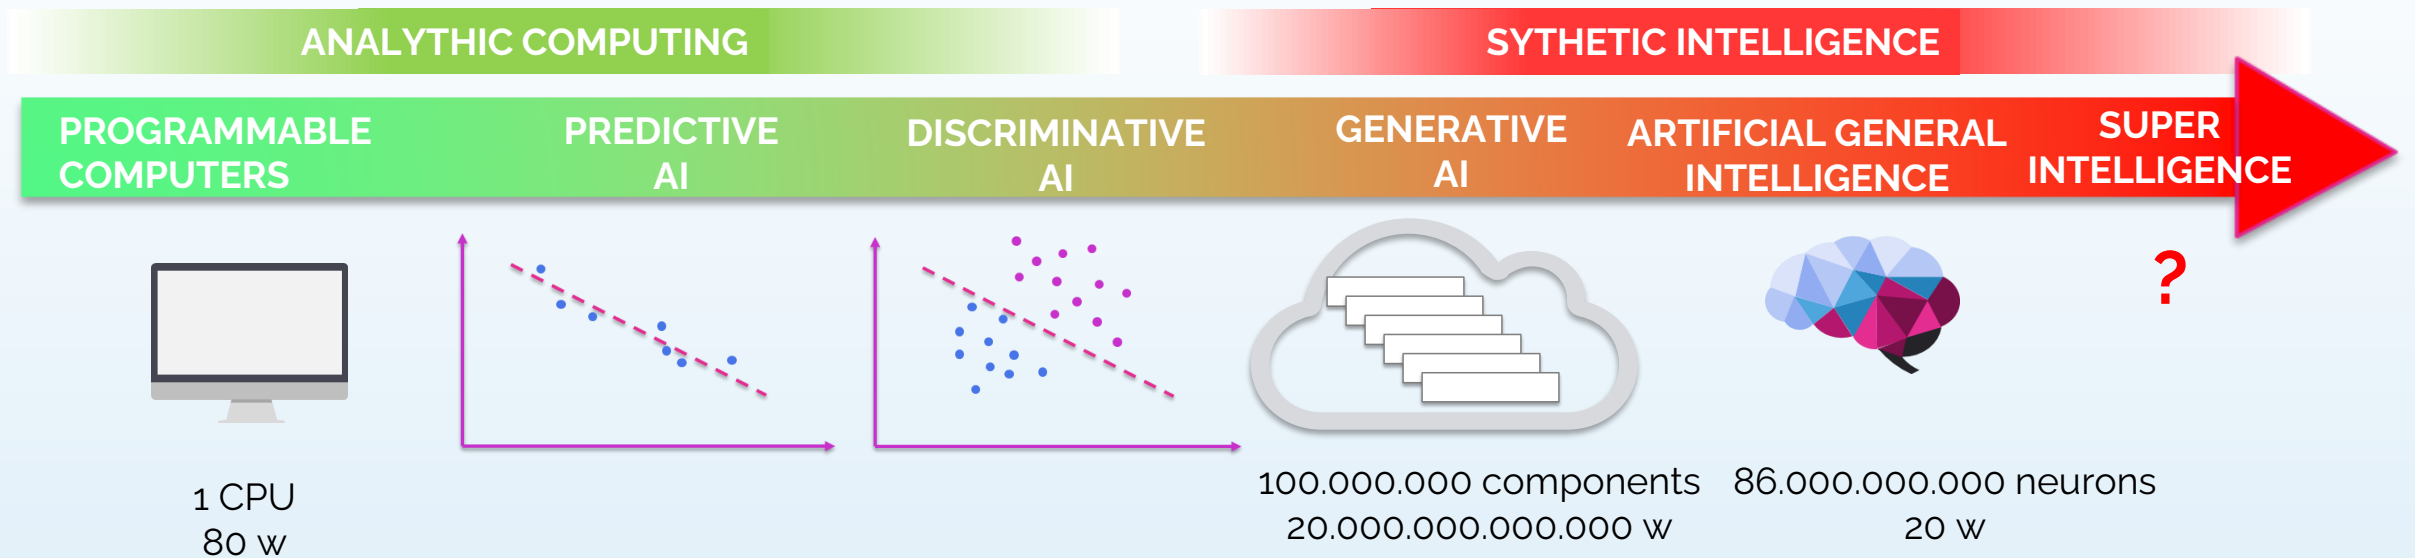 ANALYTHIC COMPUTING
SYTHETIC INTELLIGENCE
PROGRAMMABLE
COMPUTERS
PREDICTIVE
AI
DISCRIMINATIVE
AI
GENERATIVE
AI
ARTIFICIAL GENERAL
INTELLIGENCE
SUPER
INTELLIGENCE
?
1 CPU
80 w
100.000.000 components
20.000.000.000.000 w
86.000.000.000 neurons
20 w